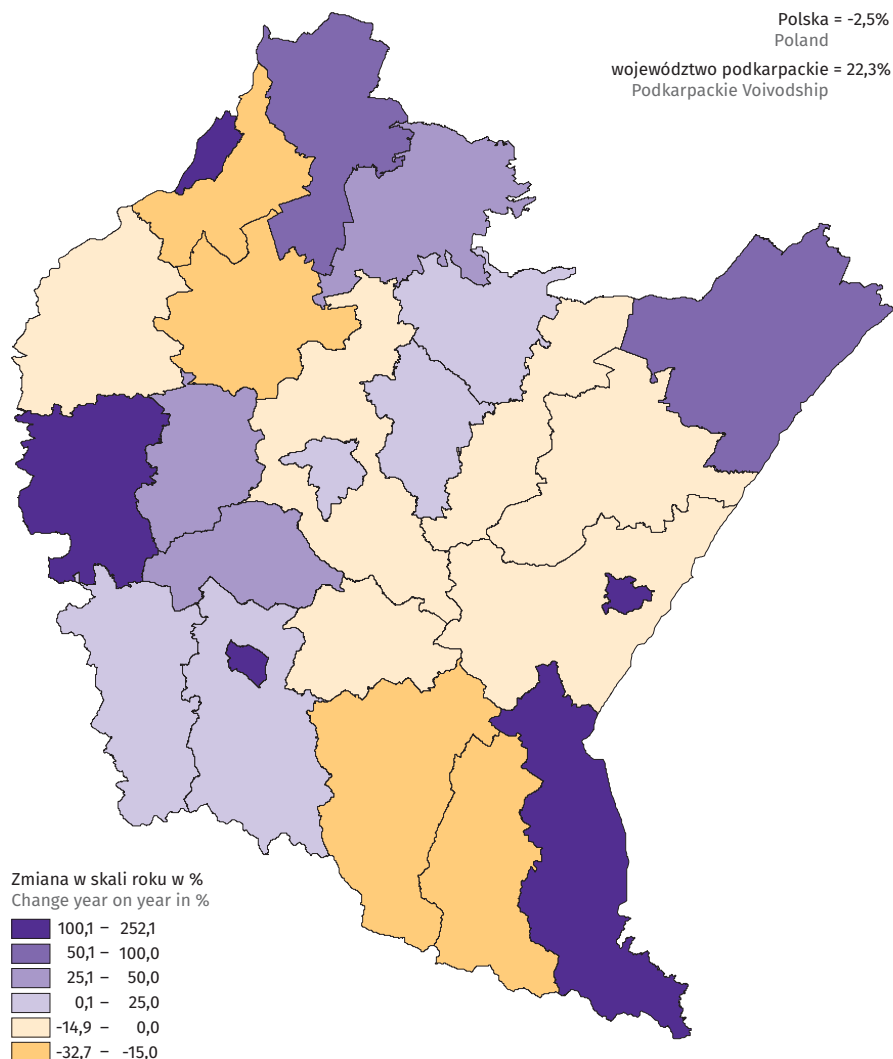 Polska = -2,5%
Poland
województwo podkarpackie = 22,3%
Podkarpackie Voivodship
Zmiana w skali roku w %
Change year on year in %
100,1 – 252,1
50,1 – 100,0
25,1 – 50,0
0,1 – 25,0
-14,9 – 0,0
-32,7 – -15,0